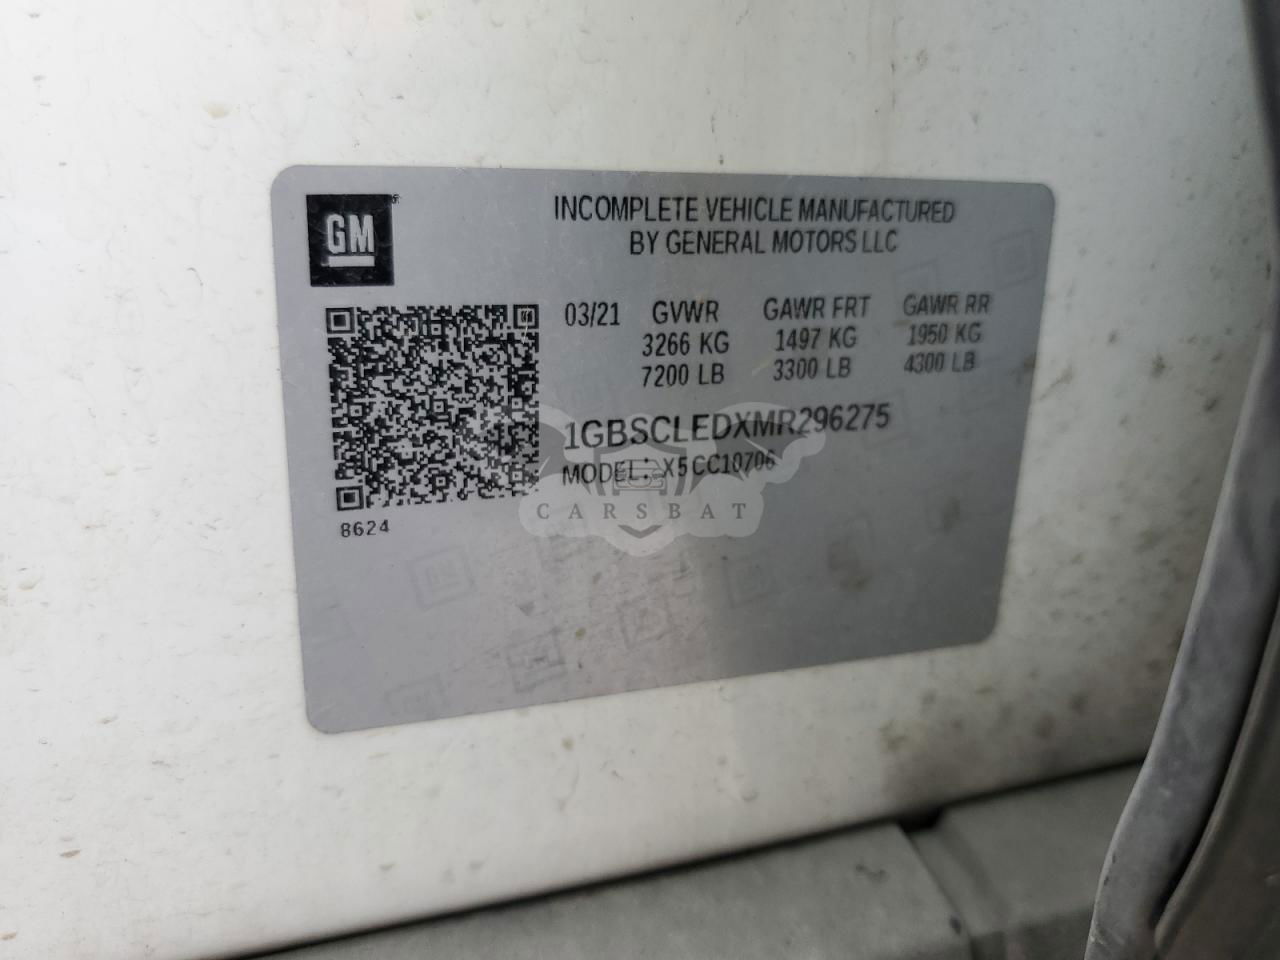 GM
INCOMPLETE VEHICLE MANUFACTURED
BY GENERAL MOTORS LLC
03/21 GVWR GAWR FRT GAWR RR
3266 KG 1497 KG 1950 KG
7200 LB 3300 LB 4300 LB
1GBSCLEDXMR296275
MODEL: X5CC10706
CARSBAT
8624